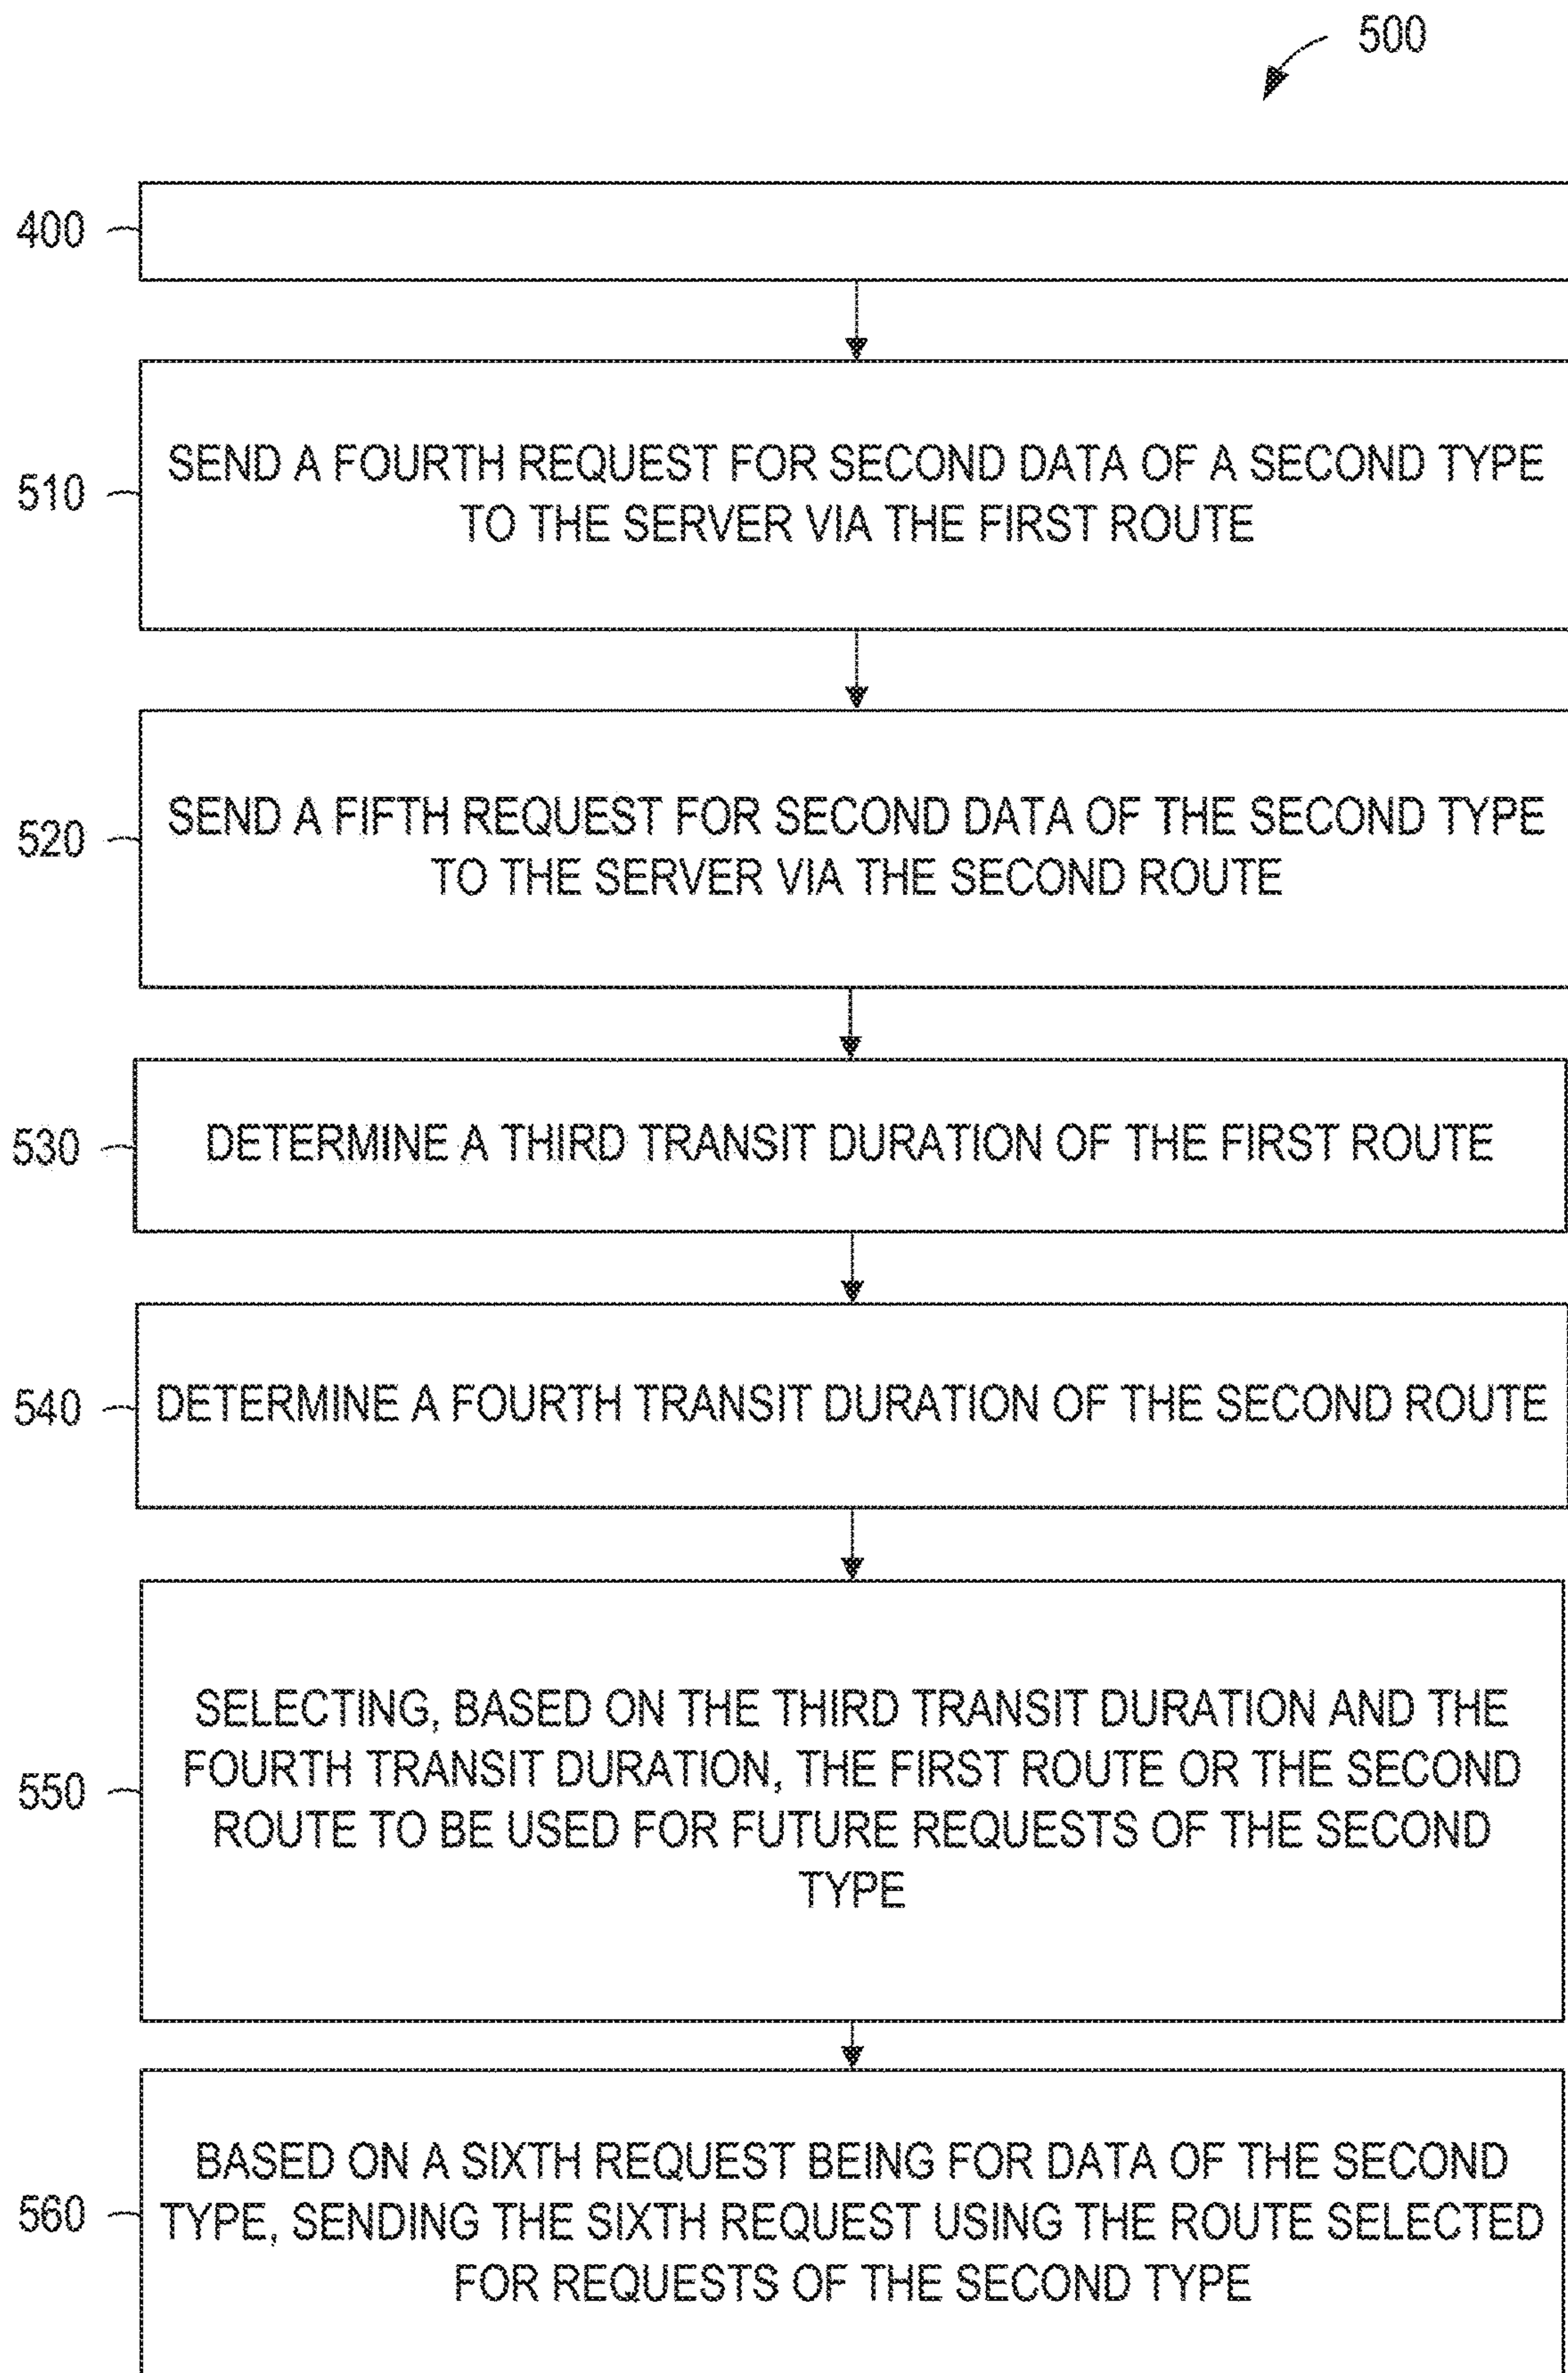 500
400
510
SEND A FOURTH REQUEST FOR SECOND DATA OF A SECOND TYPE
TO THE SERVER VIA THE FIRST ROUTE
520
SEND A FIFTH REQUEST FOR SECOND DATA OF THE SECOND TYPE
TO THE SERVER VIA THE SECOND ROUTE
530
DETERMINE A THIRD TRANSIT DURATION OF THE FIRST ROUTE
540
DETERMINE A FOURTH TRANSIT DURATION OF THE SECOND ROUTE
550
SELECTING, BASED ON THE THIRD TRANSIT DURATION AND THE
FOURTH TRANSIT DURATION, THE FIRST ROUTE OR THE SECOND
ROUTE TO BE USED FOR FUTURE REQUESTS OF THE SECOND
TYPE
560
BASED ON A SIXTH REQUEST BEING FOR DATA OF THE SECOND
TYPE, SENDING THE SIXTH REQUEST USING THE ROUTE SELECTED
FOR REQUESTS OF THE SECOND TYPE